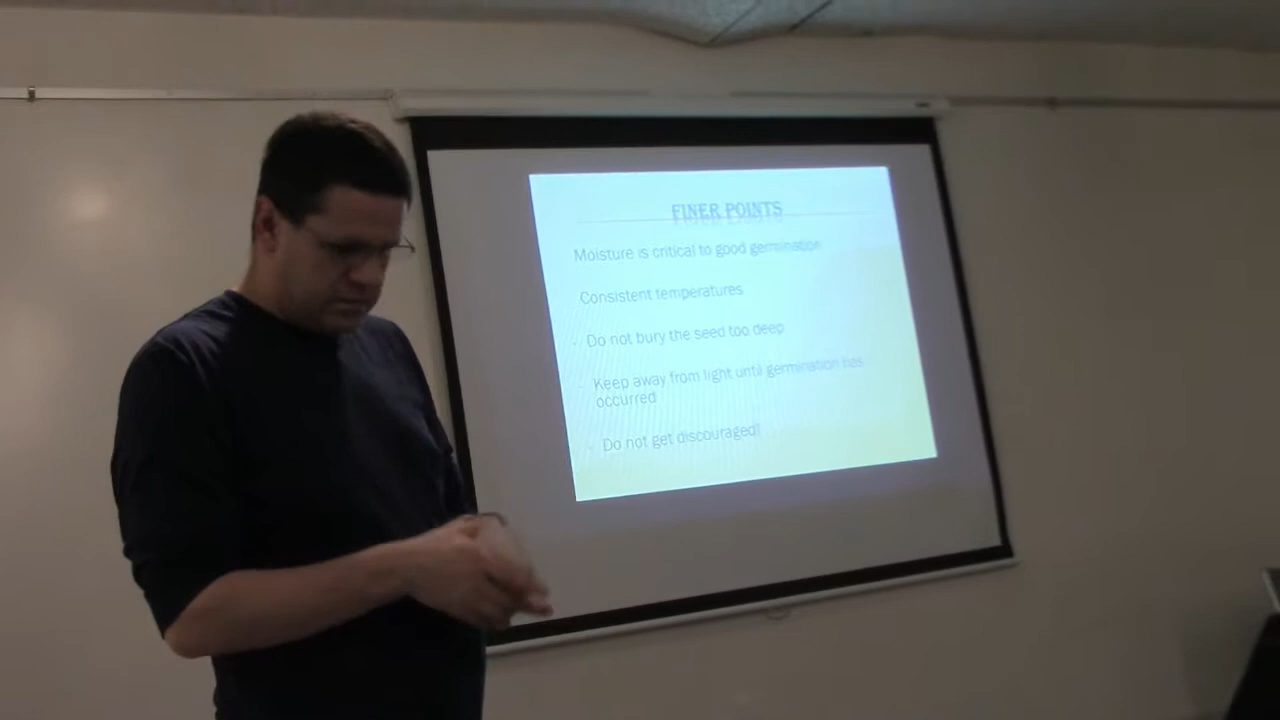 FINER POINTS
Moisture is critical to good germination
Consistent temperatures
Do not bury the seed too deep
Keep away from light until germination has
occurred
Do not get discouraged!